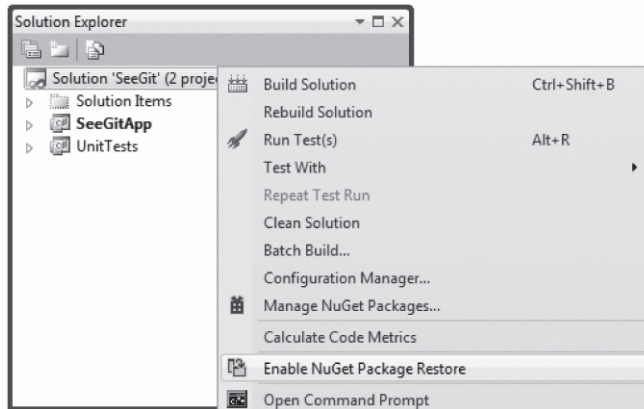 Solution Explorer
Solution 'SeeGit' (2 proje
Solution Items
SeeGitApp
UnitTests
Build Solution Ctrl+Shift+B
Rebuild Solution
Run Test(s) Alt+R
Test With
Repeat Test Run
Clean Solution
Batch Build...
Configuration Manager...
Manage NuGet Packages...
Calculate Code Metrics
Enable NuGet Package Restore
Open Command Prompt